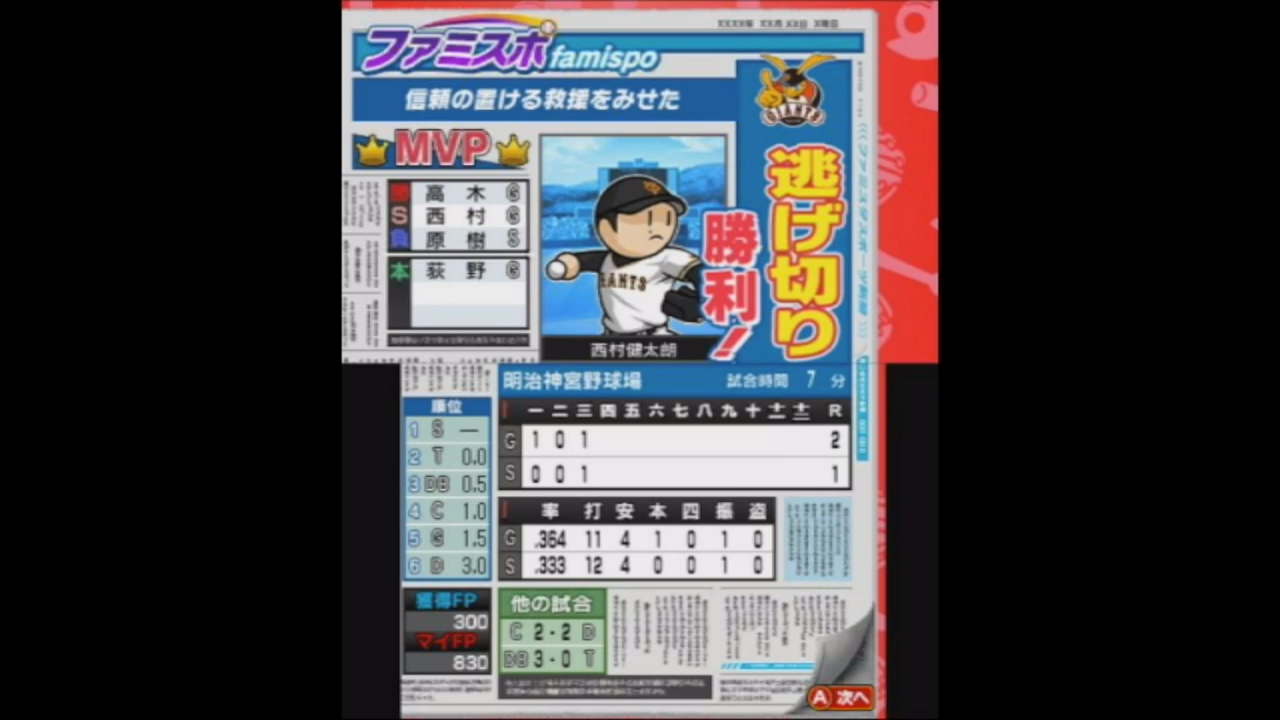 XXXX年 XX月 XX日 X曜日
ファミスポ famispo
信頼の置ける救援をみせた
GIANTS
逃げ切り
勝利!
MVP
勝 高木 G
S 西村 G
負 原樹 S
本 荻野 G
GIANTS
西村健太朗
明治神宮野球場 試合時間 7 分
一 二 三 四 五 六 七 八 九 十 十一 十二 R
G 1 0 1 2
S 0 0 1 1
順位
1 S —
2 T 0.0
3 DB 0.5
4 C 1.0
5 G 1.5
6 D 3.0
率 打 安 本 四 振 盗
G .364 11 4 1 0 1 0
S .333 12 4 0 0 1 0
獲得FP
300
マイFP
830
他の試合
C 2 - 2 D
DB 3 - 0 T
A 次へ